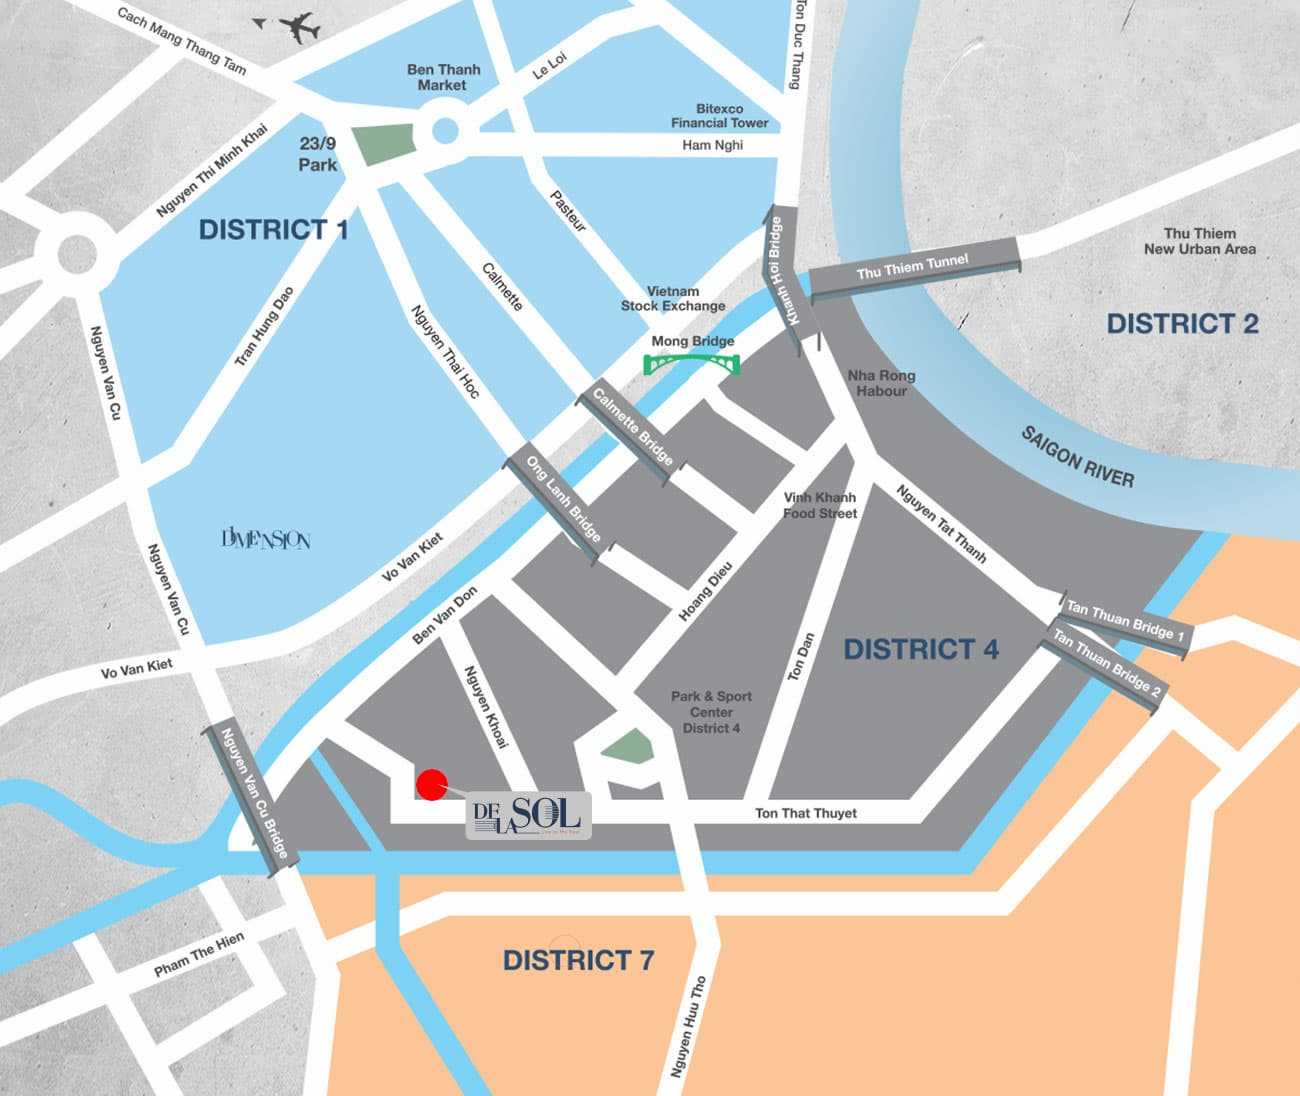 Cach Mang Thang Tam
Ton Duc Thang
Ben Thanh
Market
Le Loi
Bitexco
Financial Tower
Ham Nghi
23/9
Park
Nguyen Thi Minh Khai
DISTRICT 1
Pasteur
Khanh Hoi Bridge
Thu Thiem
New Urban Area
Thu Thiem Tunnel
Calmette
Vietnam
Stock Exchange
Tran Hung Dao
Nguyen Thai Hoc
DISTRICT 2
Mong Bridge
Nguyen Van Cu
Nha Rong
Habour
Calmette Bridge
SAIGON RIVER
Ong Lanh Bridge
Vinh Khanh
Food Street
Nguyen Tat Thanh
DIMENSION
Vo Van Kiet
Nguyen Van Cu
Hoang Dieu
Ben Van Don
Tan Thuan Bridge 1
DISTRICT 4
Ton Dan
Tan Thuan Bridge 2
Vo Van Kiet
Nguyen Khoai
Park & Sport
Center
District 4
Nguyen Van Cu Bridge
DE
LA SOL
Ton That Thuyet
Pham The Hien
DISTRICT 7
Nguyen Huu Tho